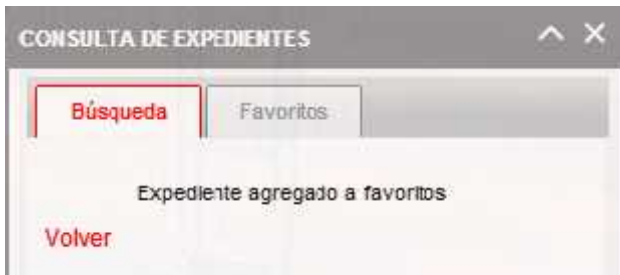 CONSULTA DE EXPEDIENTES
Búsqueda Favoritos
Expediente agregado a favoritos
Volver